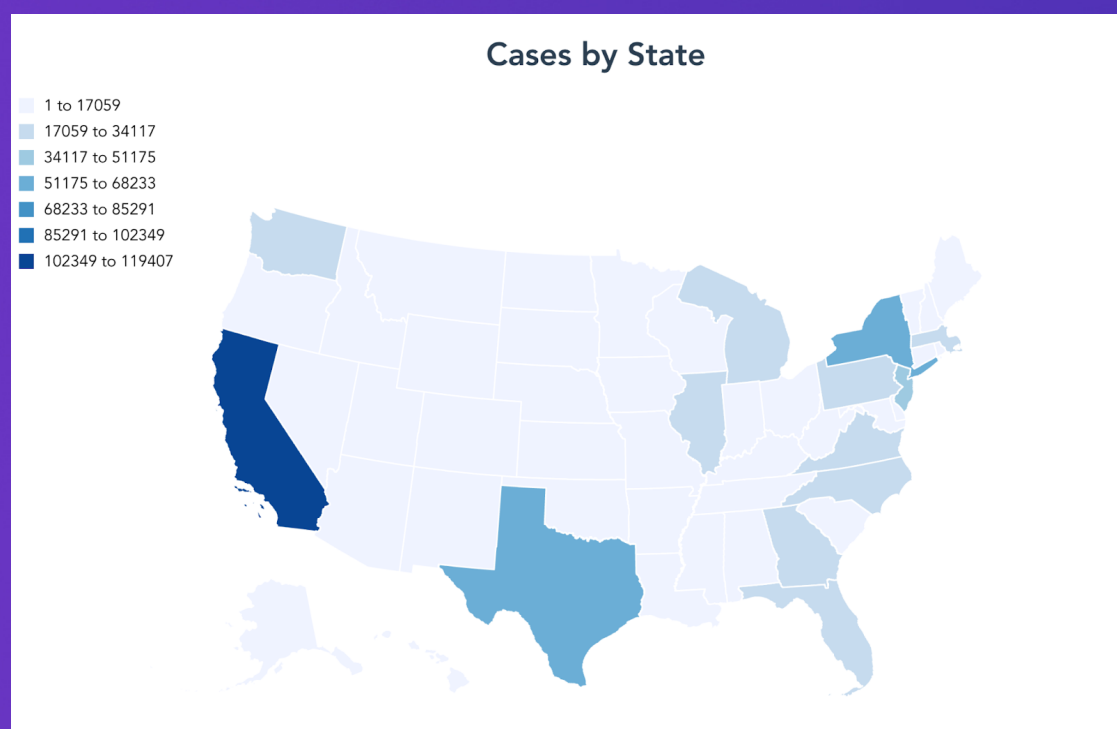 Cases by State
1 to 17059
17059 to 34117
34117 to 51175
51175 to 68233
68233 to 85291
85291 to 102349
102349 to 119407